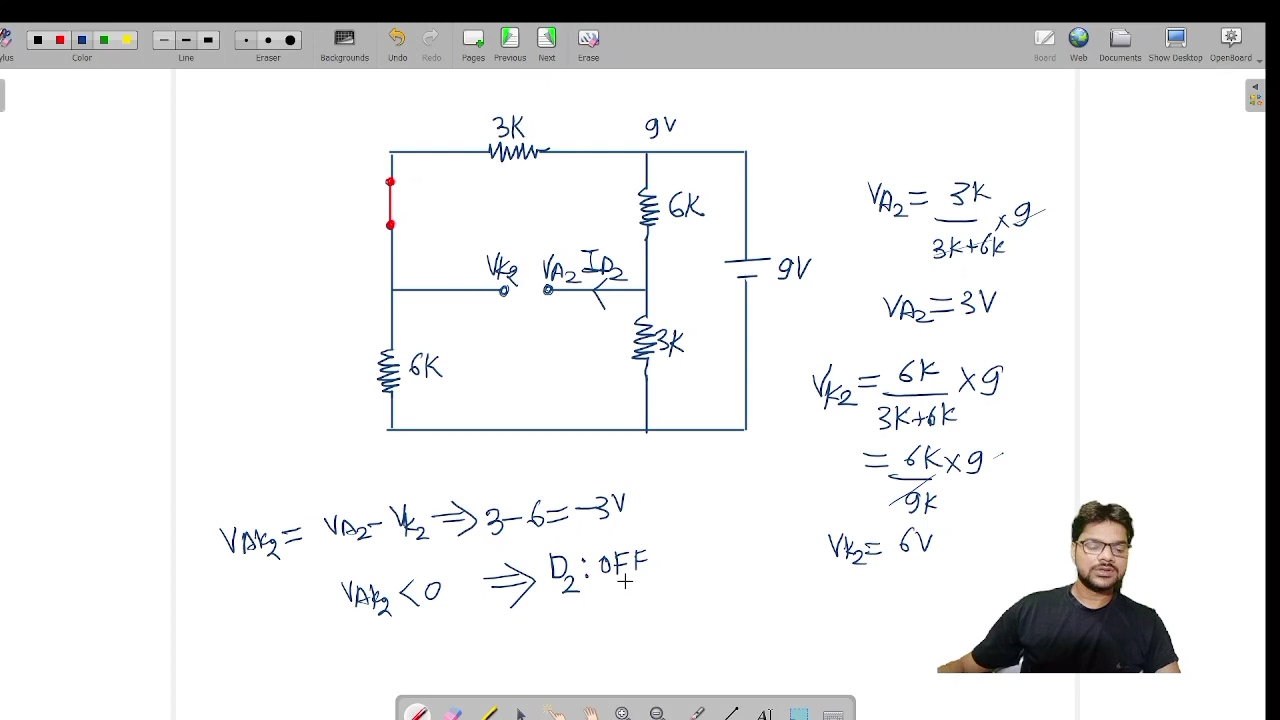 Color
Line
Eraser
Backgrounds
Undo
Redo
Pages
Previous
Next
Erase
Board
Web
Documents
Show Desktop
OpenBoard
3K
9V
6K
VK2
VA2
ID2
9V
3K
6K
VA2 = 3K / 3K+6K × 9
VA2 = 3V
VK2 = 6K / 3K+6K × 9
= 6K × 9 / 9K
VK2 = 6V
VAK2 = VA2 - VK2 ⇒ 3 - 6 = -3V
VAK2 < 0 ⇒ D2 : OFF